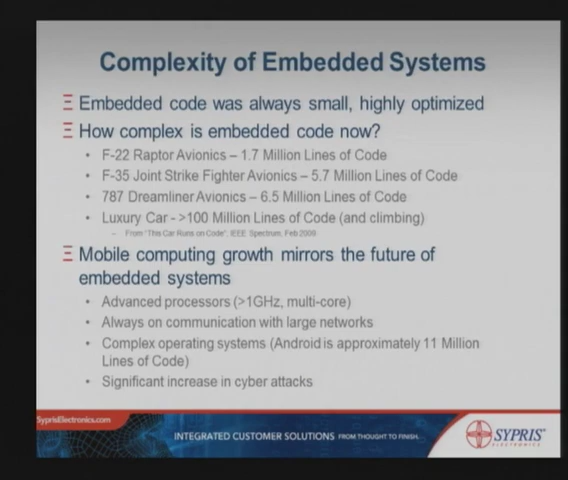 Complexity of Embedded Systems
Ξ Embedded code was always small, highly optimized
Ξ How complex is embedded code now?
• F-22 Raptor Avionics – 1.7 Million Lines of Code
• F-35 Joint Strike Fighter Avionics – 5.7 Million Lines of Code
• 787 Dreamliner Avionics – 6.5 Million Lines of Code
• Luxury Car - >100 Million Lines of Code (and climbing)
– From "This Car Runs on Code", IEEE Spectrum, Feb 2009
Ξ Mobile computing growth mirrors the future of
embedded systems
• Advanced processors (>1GHz, multi-core)
• Always on communication with large networks
• Complex operating systems (Android is approximately 11 Million
Lines of Code)
• Significant increase in cyber attacks
SyprisElectronics.com
INTEGRATED CUSTOMER SOLUTIONS FROM THOUGHT TO FINISH.
SYPRIS
ELECTRONICS